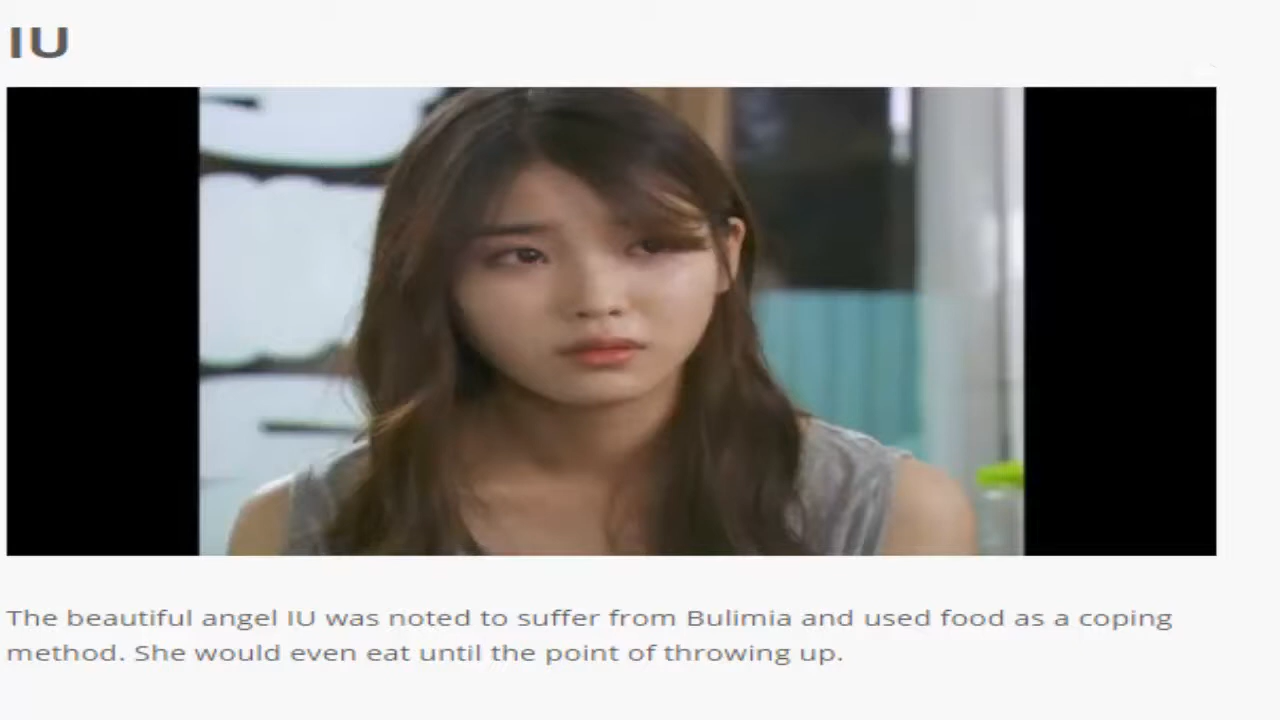 IU
The beautiful angel IU was noted to suffer from Bulimia and used food as a coping
method. She would even eat until the point of throwing up.